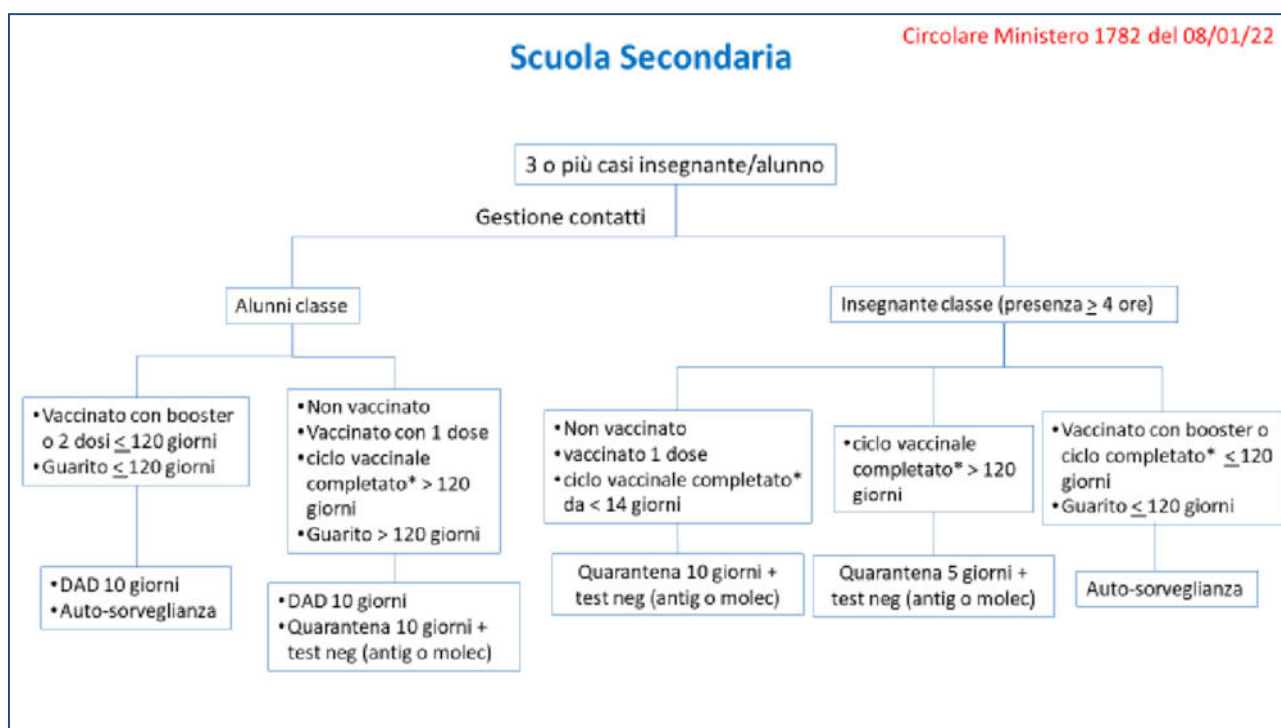 Circolare Ministero 1782 del 08/01/22
Scuola Secondaria
3 o più casi insegnante/alunno
Gestione contatti
Alunni classe
Insegnante classe (presenza ≥ 4 ore)
•Vaccinato con booster
o 2 dosi ≤ 120 giorni
•Guarito ≤ 120 giorni
•Non vaccinato
•Vaccinato con 1 dose
•ciclo vaccinale
completato* > 120
giorni
•Guarito > 120 giorni
•Non vaccinato
•vaccinato 1 dose
•ciclo vaccinale completato*
da < 14 giorni
•ciclo vaccinale
completato* > 120
giorni
•Vaccinato con booster o
ciclo completato* ≤ 120
giorni
•Guarito ≤ 120 giorni
•DAD 10 giorni
•Auto-sorveglianza
•DAD 10 giorni
•Quarantena 10 giorni +
test neg (antig o molec)
Quarantena 10 giorni +
test neg (antig o molec)
Quarantena 5 giorni +
test neg (antig o molec)
Auto-sorveglianza